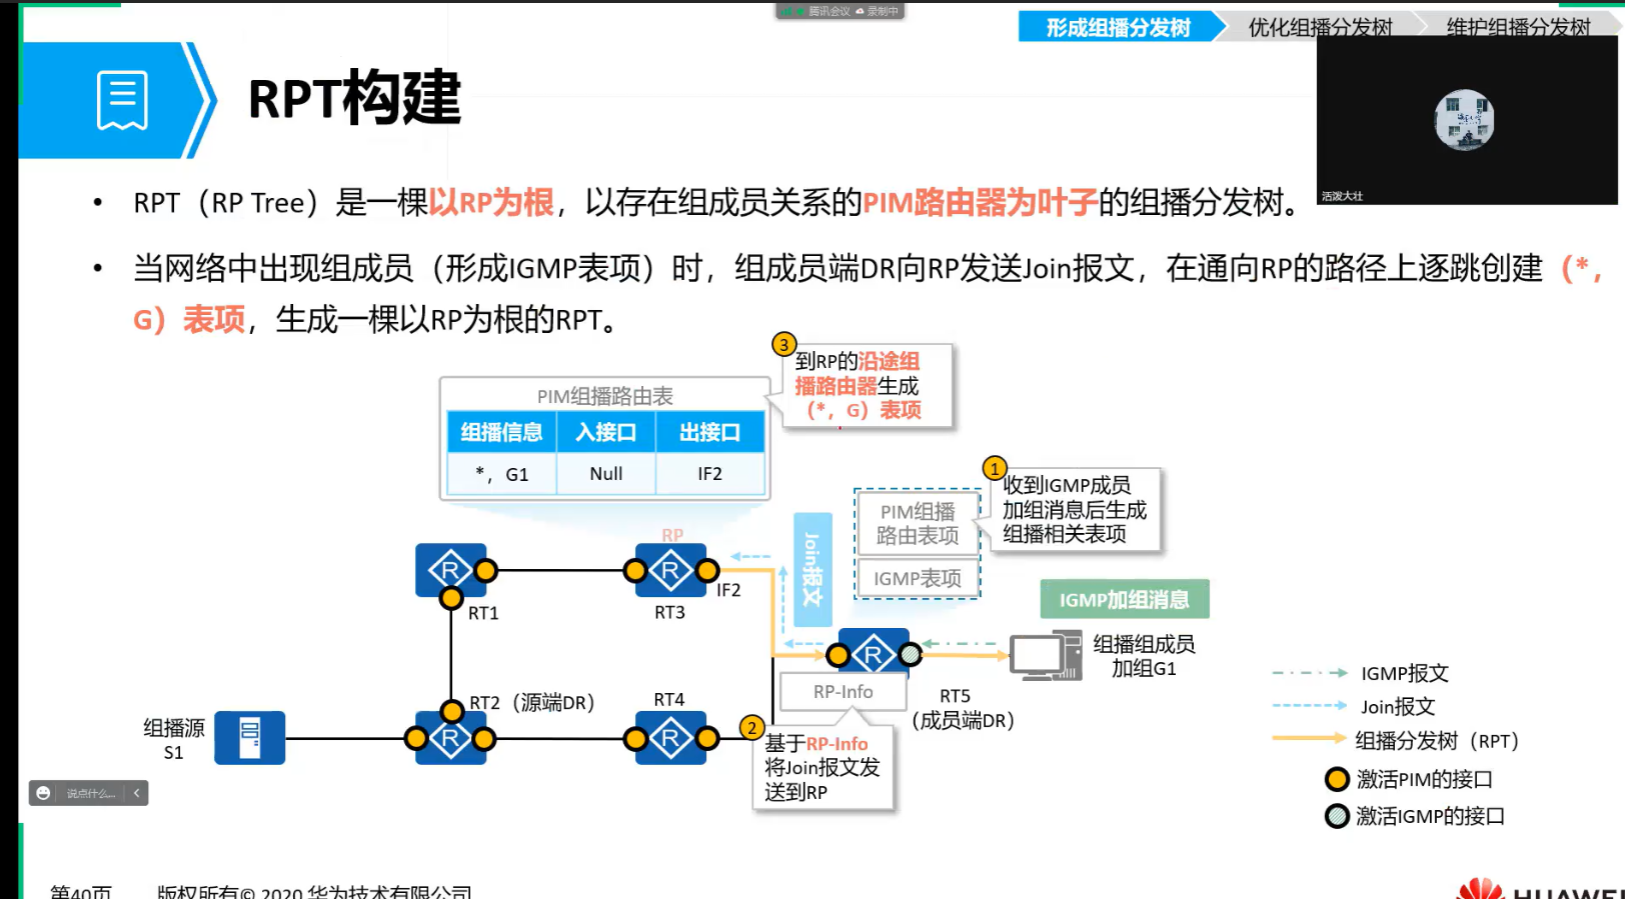 腾讯会议 录制中
形成组播分发树
优化组播分发树
维护组播分发树
RPT构建
活泼大壮
• RPT（RP Tree）是一棵以RP为根，以存在组成员关系的PIM路由器为叶子的组播分发树。
• 当网络中出现组成员（形成IGMP表项）时，组成员端DR向RP发送Join报文，在通向RP的路径上逐跳创建（*，
G）表项，生成一棵以RP为根的RPT。
3
到RP的沿途组
播路由器生成
（*，G）表项
PIM组播路由表
组播信息 入接口 出接口
*，G1 Null IF2
1
收到IGMP成员
加组消息后生成
组播相关表项
PIM组播
路由表项
IGMP表项
Join报文
RP
R
RT1
R
RT3
IF2
IGMP加组消息
R
RP-Info
RT5
（成员端DR）
组播组成员
加组G1
组播源
S1
RT2（源端DR）
R
RT4
R
2
基于RP-Info
将Join报文发
送到RP
IGMP报文
Join报文
组播分发树（RPT）
激活PIM的接口
激活IGMP的接口
说点什么...
第40页 版权所有© 2020 华为技术有限公司
HUAWEI